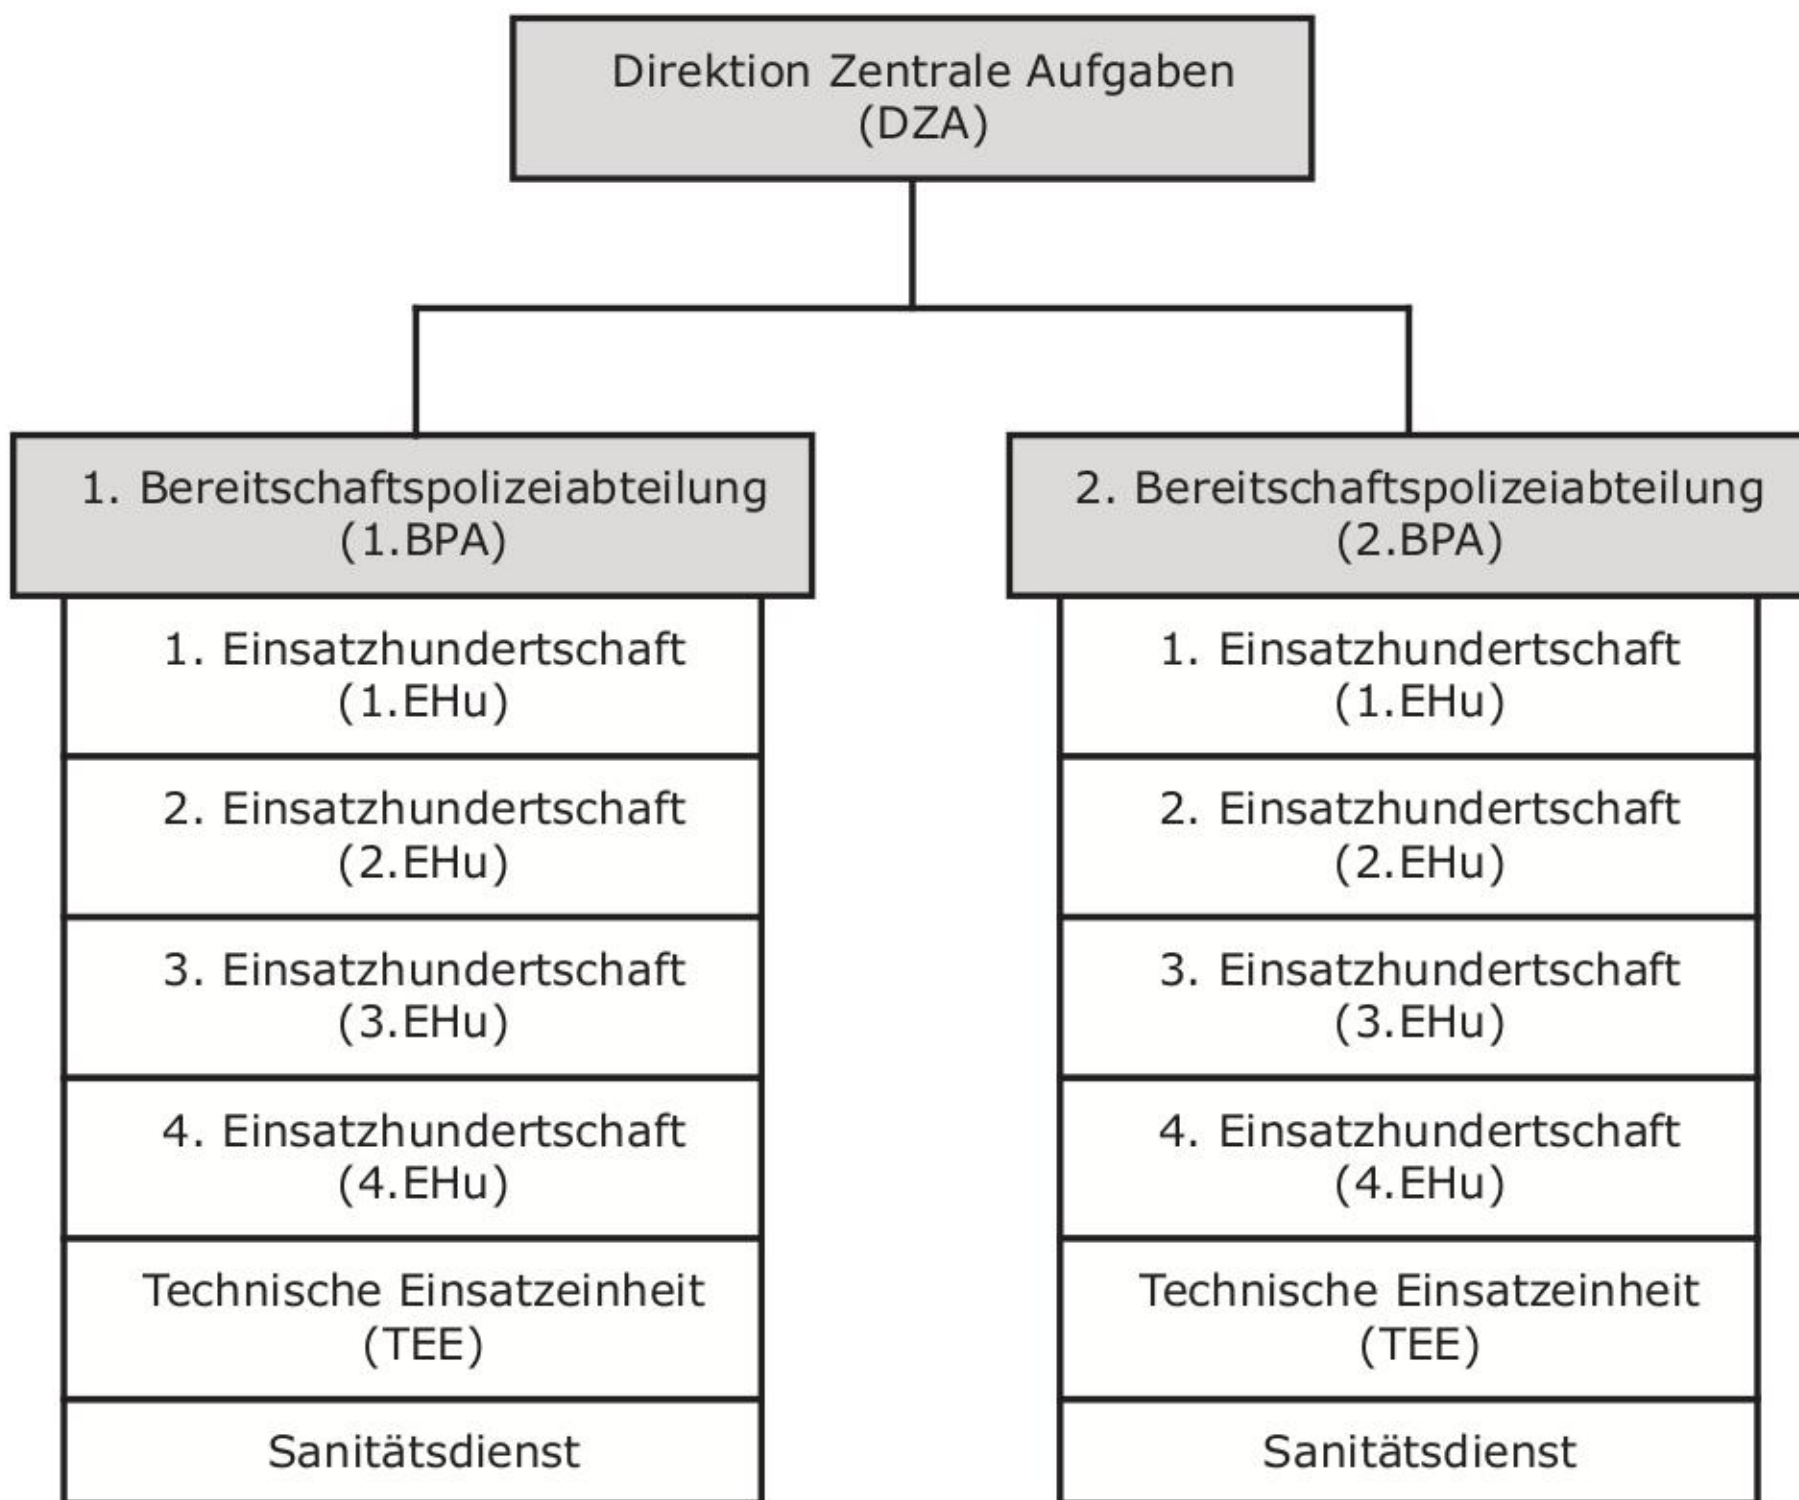 Direktion Zentrale Aufgaben
(DZA)
1. Bereitschaftspolizeiabteilung
(1.BPA)
1. Einsatzhundertschaft
(1.EHu)
2. Einsatzhundertschaft
(2.EHu)
3. Einsatzhundertschaft
(3.EHu)
4. Einsatzhundertschaft
(4.EHu)
Technische Einsatzeinheit
(TEE)
Sanitätsdienst
2. Bereitschaftspolizeiabteilung
(2.BPA)
1. Einsatzhundertschaft
(1.EHu)
2. Einsatzhundertschaft
(2.EHu)
3. Einsatzhundertschaft
(3.EHu)
4. Einsatzhundertschaft
(4.EHu)
Technische Einsatzeinheit
(TEE)
Sanitätsdienst